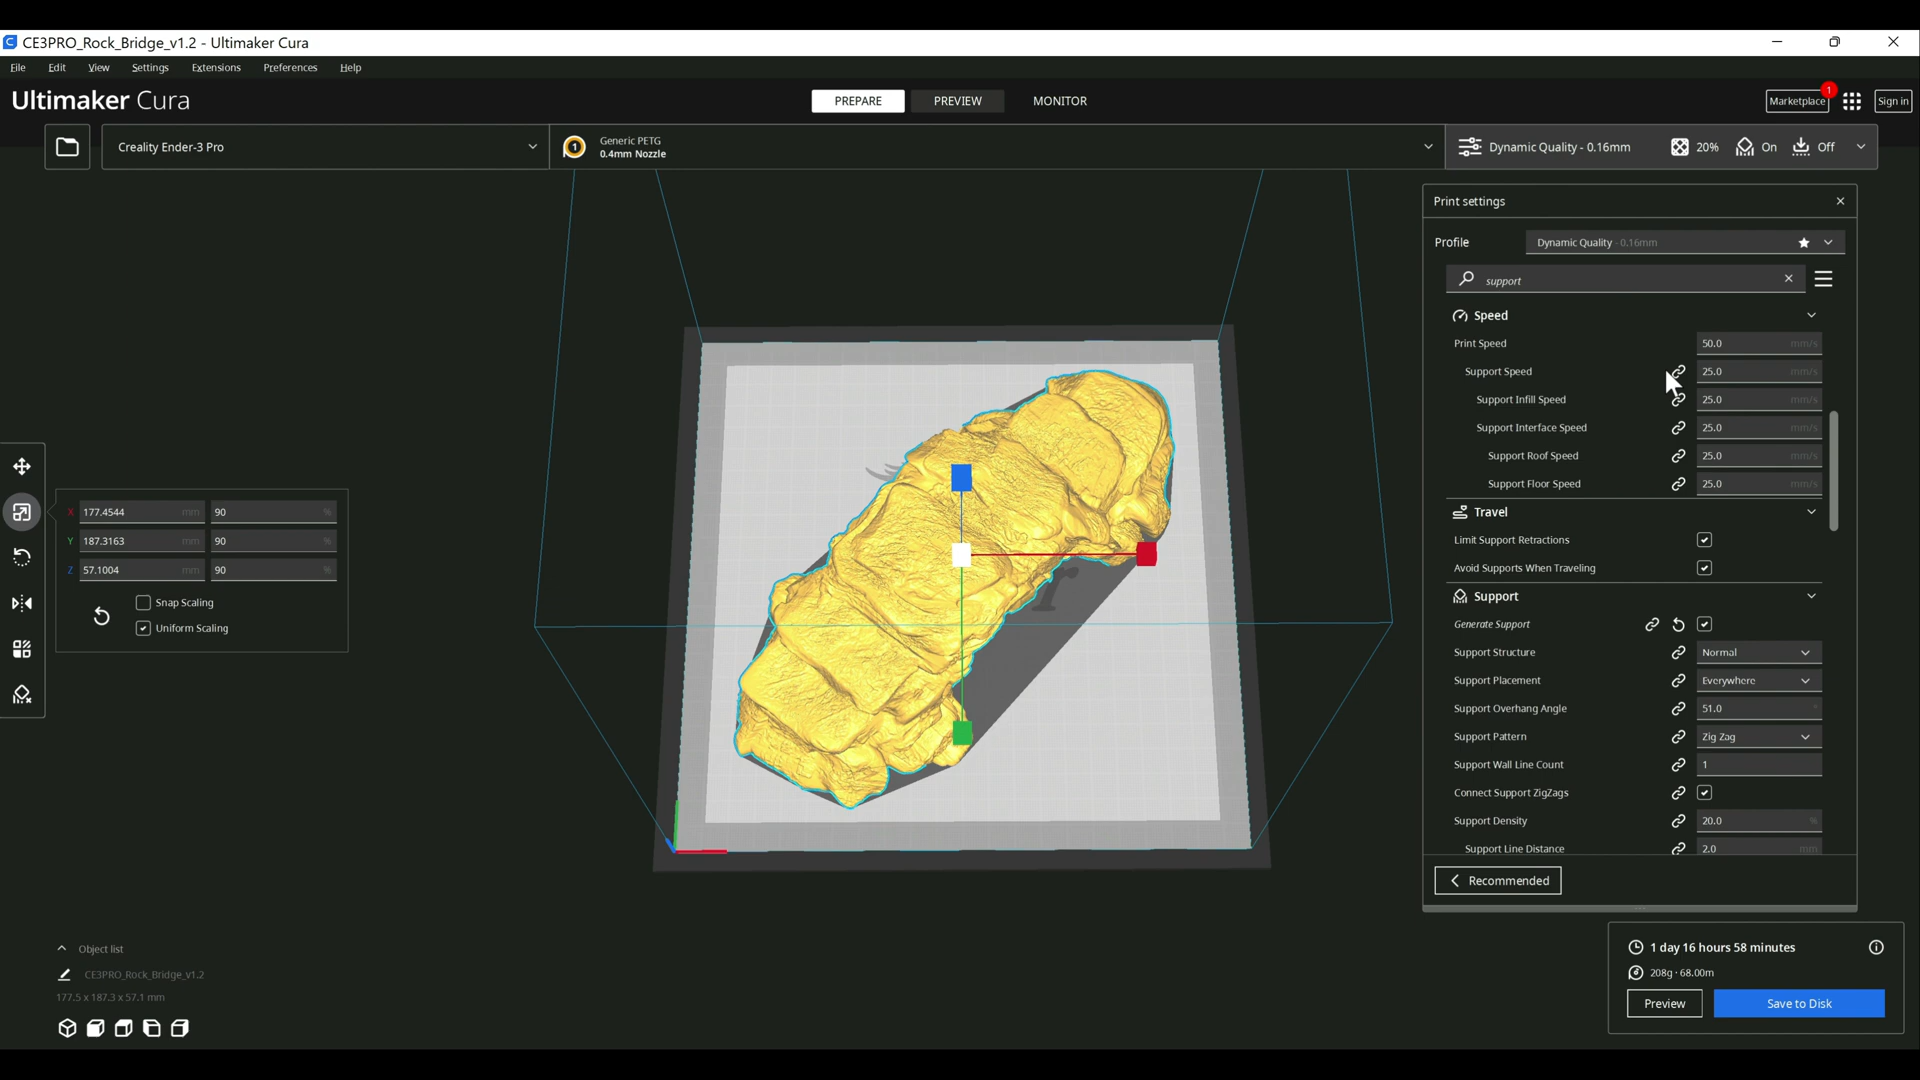 CE3PRO_Rock_Bridge_v1.2 - Ultimaker Cura
File Edit View Settings Extensions Preferences Help
Ultimaker Cura
PREPARE PREVIEW MONITOR
Marketplace 1 Sign in
Creality Ender-3 Pro
1 Generic PETG
0.4mm Nozzle
Dynamic Quality - 0.16mm 20% On Off
Print settings
Profile Dynamic Quality - 0.16mm
support
Speed
Print Speed 50.0 mm/s
Support Speed 25.0 mm/s
Support Infill Speed 25.0 mm/s
Support Interface Speed 25.0 mm/s
Support Roof Speed 25.0 mm/s
Support Floor Speed 25.0 mm/s
Travel
Limit Support Retractions
Avoid Supports When Traveling
Support
Generate Support
Support Structure Normal
Support Placement Everywhere
Support Overhang Angle 51.0 °
Support Pattern Zig Zag
Support Wall Line Count 1
Connect Support ZigZags
Support Density 20.0 %
Support Line Distance 2.0 mm
Recommended
X 177.4544 mm 90 %
Y 187.3163 mm 90 %
Z 57.1004 mm 90 %
Snap Scaling
Uniform Scaling
Object list
CE3PRO_Rock_Bridge_v1.2
177.5 x 187.3 x 57.1 mm
1 day 16 hours 58 minutes
208g · 68.00m
Preview Save to Disk